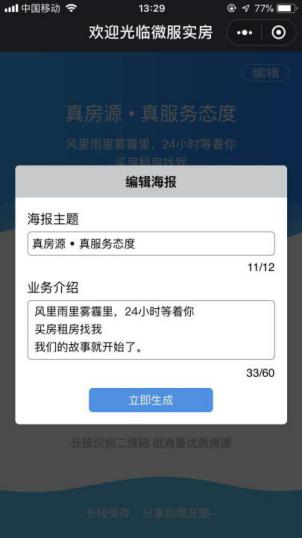 中国移动
13:29
77%
欢迎光临微服实房
编辑
真房源 • 真服务态度
风里雨里雾霾里，24小时等着你
买房租房找我
编辑海报
海报主题
真房源 • 真服务态度
11/12
业务介绍
风里雨里雾霾里，24小时等着你
买房租房找我
我们的故事就开始了。
33/60
立即生成
长按识别二维码 逛海量优质房源
长按保存，分享到朋友圈~